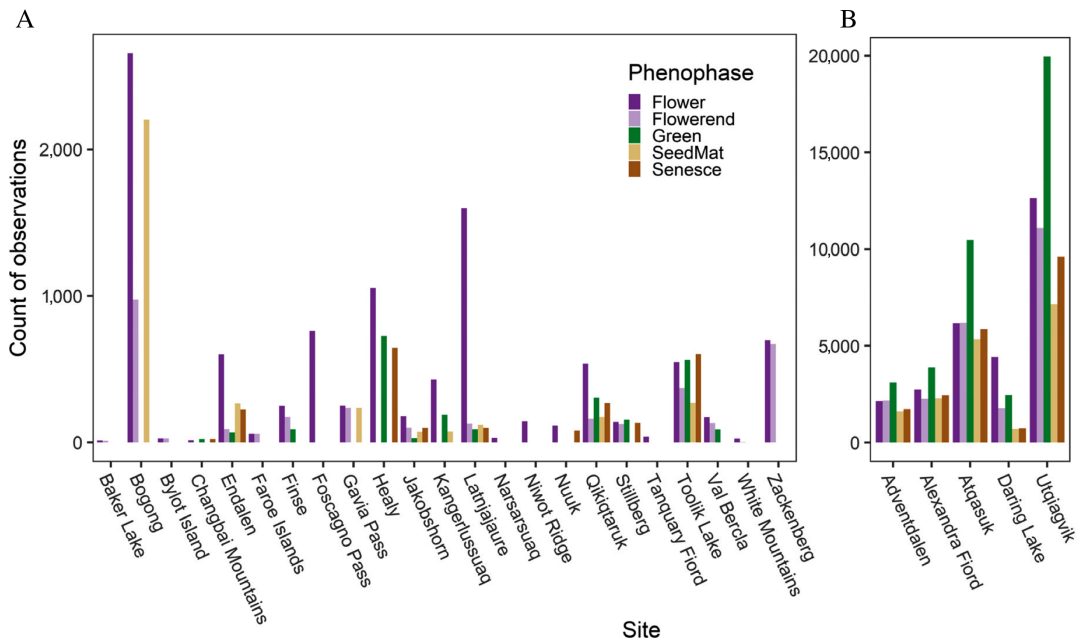 A
B
Count of observations
2,000
1,000
0
Phenophase
Flower
Flowerend
Green
SeedMat
Senesce
Baker Lake
Bogong
Bylot Island
Changbai Mountains
Endalen
Faroe Islands
Finse
Foscagno Pass
Gavia Pass
Healy
Jakobshorn
Kangerlussuaq
Latnjajaure
Narsarsuaq
Niwot Ridge
Nuuk
Qikiqtaruk
Stillberg
Tanquary Fiord
Toolik Lake
Val Bercla
White Mountains
Zackenberg
20,000
15,000
10,000
5,000
0
Adventdalen
Alexandra Fiord
Atqasuk
Daring Lake
Utqiagvik
Site